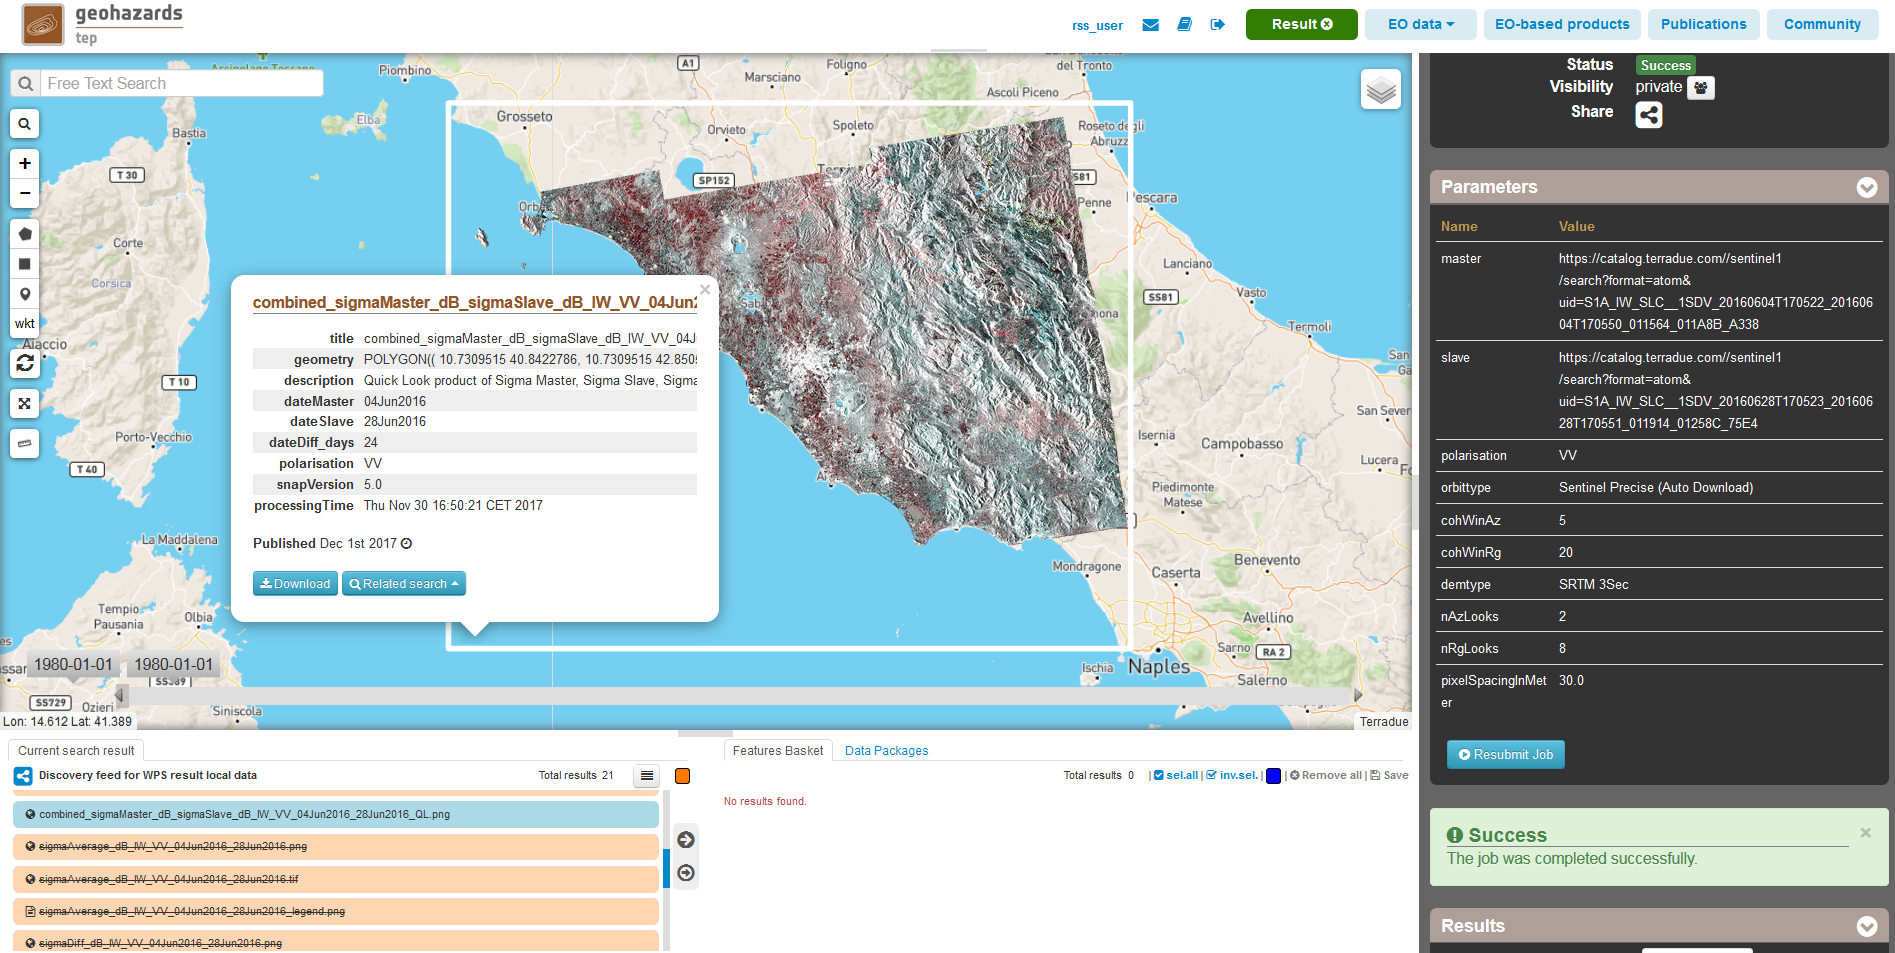 geohazards
tep
rss_user
Result
EO data
EO-based products
Publications
Community
Free Text Search
Piombino
A1
Foligno
Marsciano
del Tronto
Ascoli Piceno
Elba
Grosseto
Orvieto
Spoleto
Roseto degli
Abruzzi
Bastia
T 30
SP152
S81
Penne
Pescara
Corte
Corsica
Lanciano
SS81
Vasto
Termoli
wkt
Ajaccio
T 10
Porto-Vecchio
T 40
San Sever
Isernia
Campobasso
Lucera
Piedimonte
Matese
La Maddalena
Benevento
Mondragone
Caserta
Tempio
Pausania
Olbia
Avellino
Sarno
RA 2
Ischia
Naples
Salerno
1980-01-01
1980-01-01
SS389
SS729
Ozieri
Siniscola
Lon: 14.612 Lat: 41.389
Terradue
combined_sigmaMaster_dB_sigmaSlave_dB_IW_VV_04Jun2
title combined_sigmaMaster_dB_sigmaSlave_dB_IW_VV_04J
geometry POLYGON(( 10.7309515 40.8422786, 10.7309515 42.8505
description Quick Look product of Sigma Master, Sigma Slave, Sigma
dateMaster 04Jun2016
dateSlave 28Jun2016
dateDiff_days 24
polarisation VV
snapVersion 5.0
processingTime Thu Nov 30 16:50:21 CET 2017
Published Dec 1st 2017
Download
Related search
Status Success
Visibility private
Share
Parameters
Name Value
master https://catalog.terradue.com//sentinel1
/search?format=atom&
uid=S1A_IW_SLC__1SDV_20160604T170522_201606
04T170550_011564_011A8B_A338
slave https://catalog.terradue.com//sentinel1
/search?format=atom&
uid=S1A_IW_SLC__1SDV_20160628T170523_201606
28T170551_011914_01258C_75E4
polarisation VV
orbittype Sentinel Precise (Auto Download)
cohWinAz 5
cohWinRg 20
demtype SRTM 3Sec
nAzLooks 2
nRgLooks 8
pixelSpacingInMet 30.0
er
Resubmit Job
Success
The job was completed successfully.
Results
Current search result
Discovery feed for WPS result local data Total results 21
combined_sigmaMaster_dB_sigmaSlave_dB_IW_VV_04Jun2016_28Jun2016_QL.png
sigmaAverage_dB_IW_VV_04Jun2016_28Jun2016.png
sigmaAverage_dB_IW_VV_04Jun2016_28Jun2016.tif
sigmaAverage_dB_IW_VV_04Jun2016_28Jun2016_legend.png
sigmaDiff_dB_IW_VV_04Jun2016_28Jun2016.png
Features Basket
Data Packages
Total results 0 | sel.all | inv.sel. | | Remove all | Save
No results found.